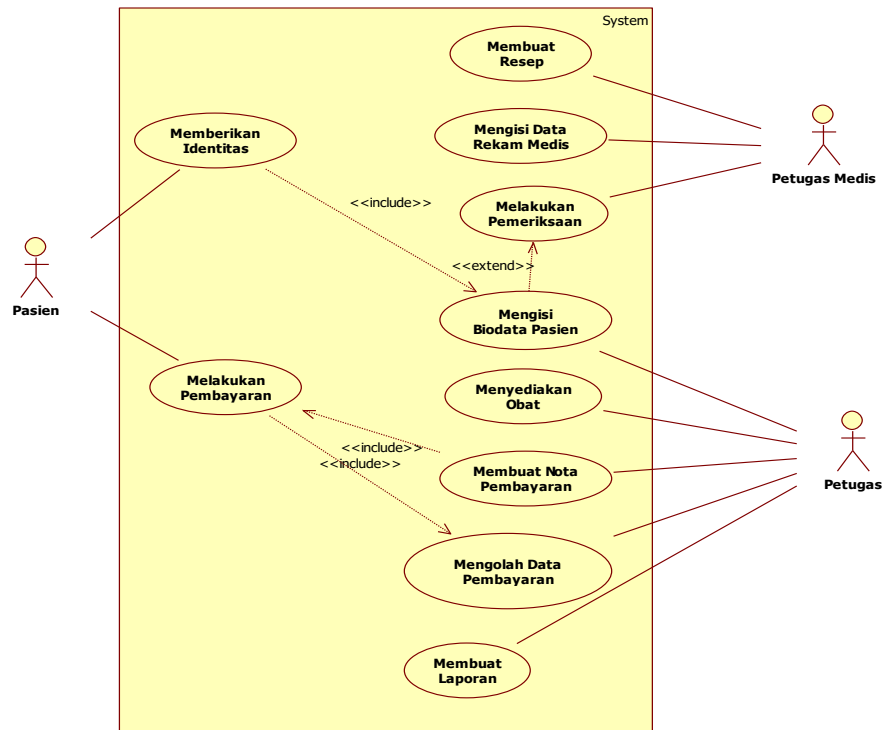 System
Membuat
Resep
Memberikan
Identitas
Mengisi Data
Rekam Medis
Petugas Medis
<<include>>
Melakukan
Pemeriksaan
<<extend>>
Pasien
Mengisi
Biodata Pasien
Melakukan
Pembayaran
Menyediakan
Obat
<<include>>
<<include>>
Membuat Nota
Pembayaran
Petugas
Mengolah Data
Pembayaran
Membuat
Laporan